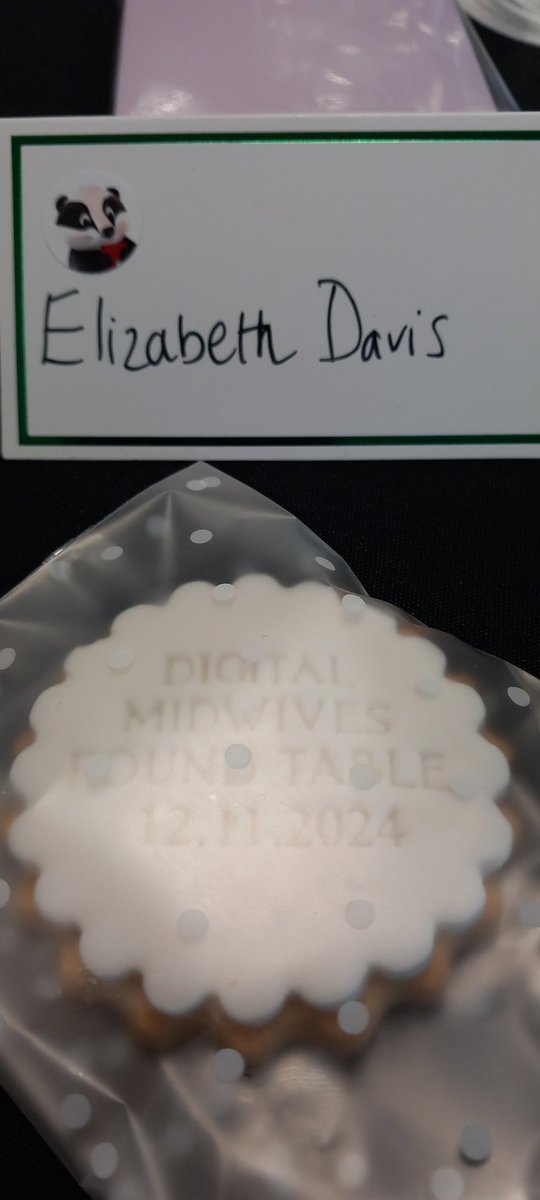 Elizabeth Davis
DIGITAL
MIDWIVES
ROUND TABLE
12.11.2024